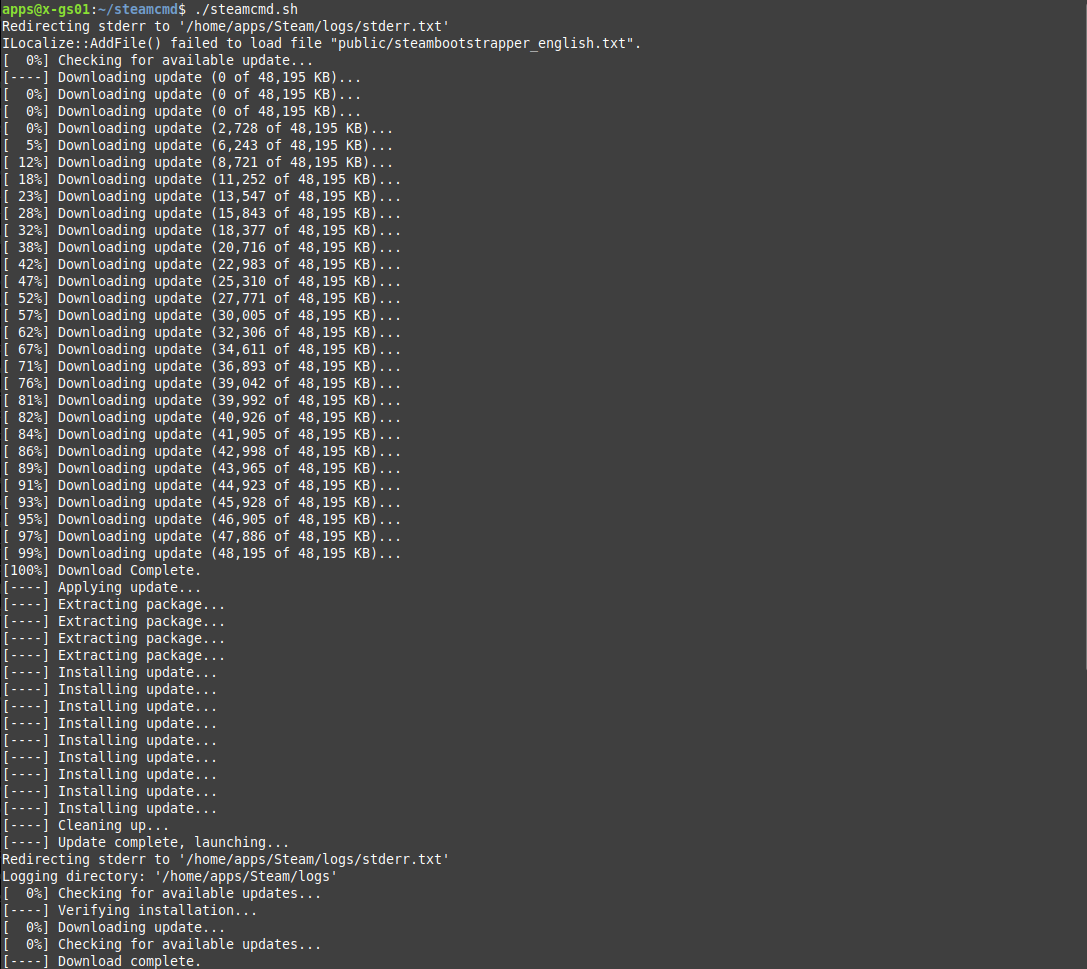 apps@x-gs01:~/steamcmd$ ./steamcmd.sh
Redirecting stderr to '/home/apps/Steam/logs/stderr.txt'
ILocalize::AddFile() failed to load file "public/steambootstrapper_english.txt".
[  0%] Checking for available update...
[----] Downloading update (0 of 48,195 KB)...
[  0%] Downloading update (0 of 48,195 KB)...
[  0%] Downloading update (0 of 48,195 KB)...
[  0%] Downloading update (2,728 of 48,195 KB)...
[  5%] Downloading update (6,243 of 48,195 KB)...
[ 12%] Downloading update (8,721 of 48,195 KB)...
[ 18%] Downloading update (11,252 of 48,195 KB)...
[ 23%] Downloading update (13,547 of 48,195 KB)...
[ 28%] Downloading update (15,843 of 48,195 KB)...
[ 32%] Downloading update (18,377 of 48,195 KB)...
[ 38%] Downloading update (20,716 of 48,195 KB)...
[ 42%] Downloading update (22,983 of 48,195 KB)...
[ 47%] Downloading update (25,310 of 48,195 KB)...
[ 52%] Downloading update (27,771 of 48,195 KB)...
[ 57%] Downloading update (30,005 of 48,195 KB)...
[ 62%] Downloading update (32,306 of 48,195 KB)...
[ 67%] Downloading update (34,611 of 48,195 KB)...
[ 71%] Downloading update (36,893 of 48,195 KB)...
[ 76%] Downloading update (39,042 of 48,195 KB)...
[ 81%] Downloading update (39,992 of 48,195 KB)...
[ 82%] Downloading update (40,926 of 48,195 KB)...
[ 84%] Downloading update (41,905 of 48,195 KB)...
[ 86%] Downloading update (42,998 of 48,195 KB)...
[ 89%] Downloading update (43,965 of 48,195 KB)...
[ 91%] Downloading update (44,923 of 48,195 KB)...
[ 93%] Downloading update (45,928 of 48,195 KB)...
[ 95%] Downloading update (46,905 of 48,195 KB)...
[ 97%] Downloading update (47,886 of 48,195 KB)...
[ 99%] Downloading update (48,195 of 48,195 KB)...
[100%] Download Complete.
[----] Applying update...
[----] Extracting package...
[----] Extracting package...
[----] Extracting package...
[----] Extracting package...
[----] Installing update...
[----] Installing update...
[----] Installing update...
[----] Installing update...
[----] Installing update...
[----] Installing update...
[----] Installing update...
[----] Installing update...
[----] Installing update...
[----] Cleaning up...
[----] Update complete, launching...
Redirecting stderr to '/home/apps/Steam/logs/stderr.txt'
Logging directory: '/home/apps/Steam/logs'
[  0%] Checking for available updates...
[----] Verifying installation...
[  0%] Downloading update...
[  0%] Checking for available updates...
[----] Download complete.